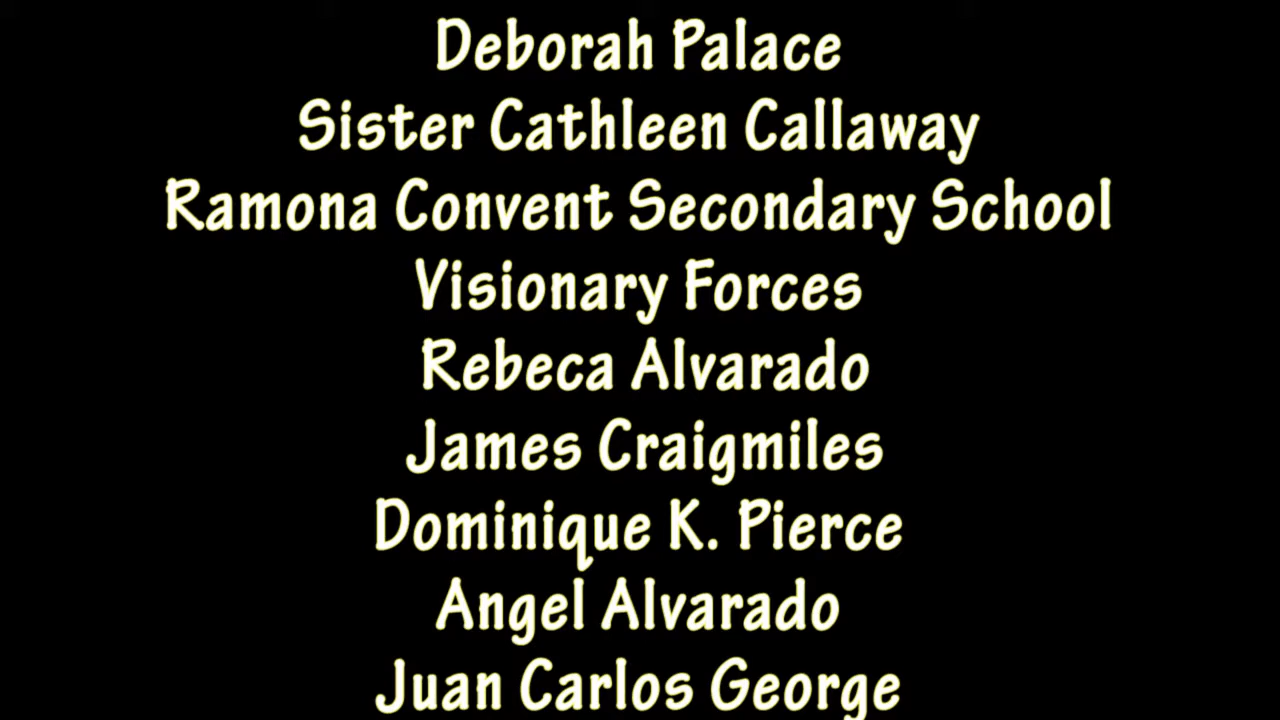 Deborah Palace
Sister Cathleen Callaway
Ramona Convent Secondary School
Visionary Forces
Rebeca Alvarado
James Craigmiles
Dominique K. Pierce
Angel Alvarado
Juan Carlos George